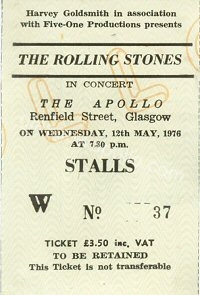 Harvey Goldsmith in association
with Five-One Productions presents
THE ROLLING STONES
IN CONCERT
THE APOLLO
Renfield Street, Glasgow
ON WEDNESDAY, 12th MAY, 1976
AT 7.30 p.m.
STALLS
W No 37
TICKET £3.50 inc. VAT
TO BE RETAINED
This Ticket is not transferable